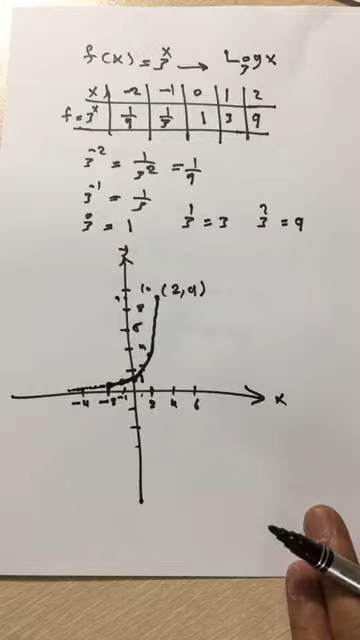 f(x) = 3^x → Log₃x
x -2 -1 0 1 2
f=3^x 1/9 1/3 1 3 9
3^-2 = 1/3^2 = 1/9
3^-1 = 1/3
3^0 = 1 3^1 = 3 3^2 = 9
y
10 (2,9)
8
6
4
-4 -2 -1 2 4 6 x